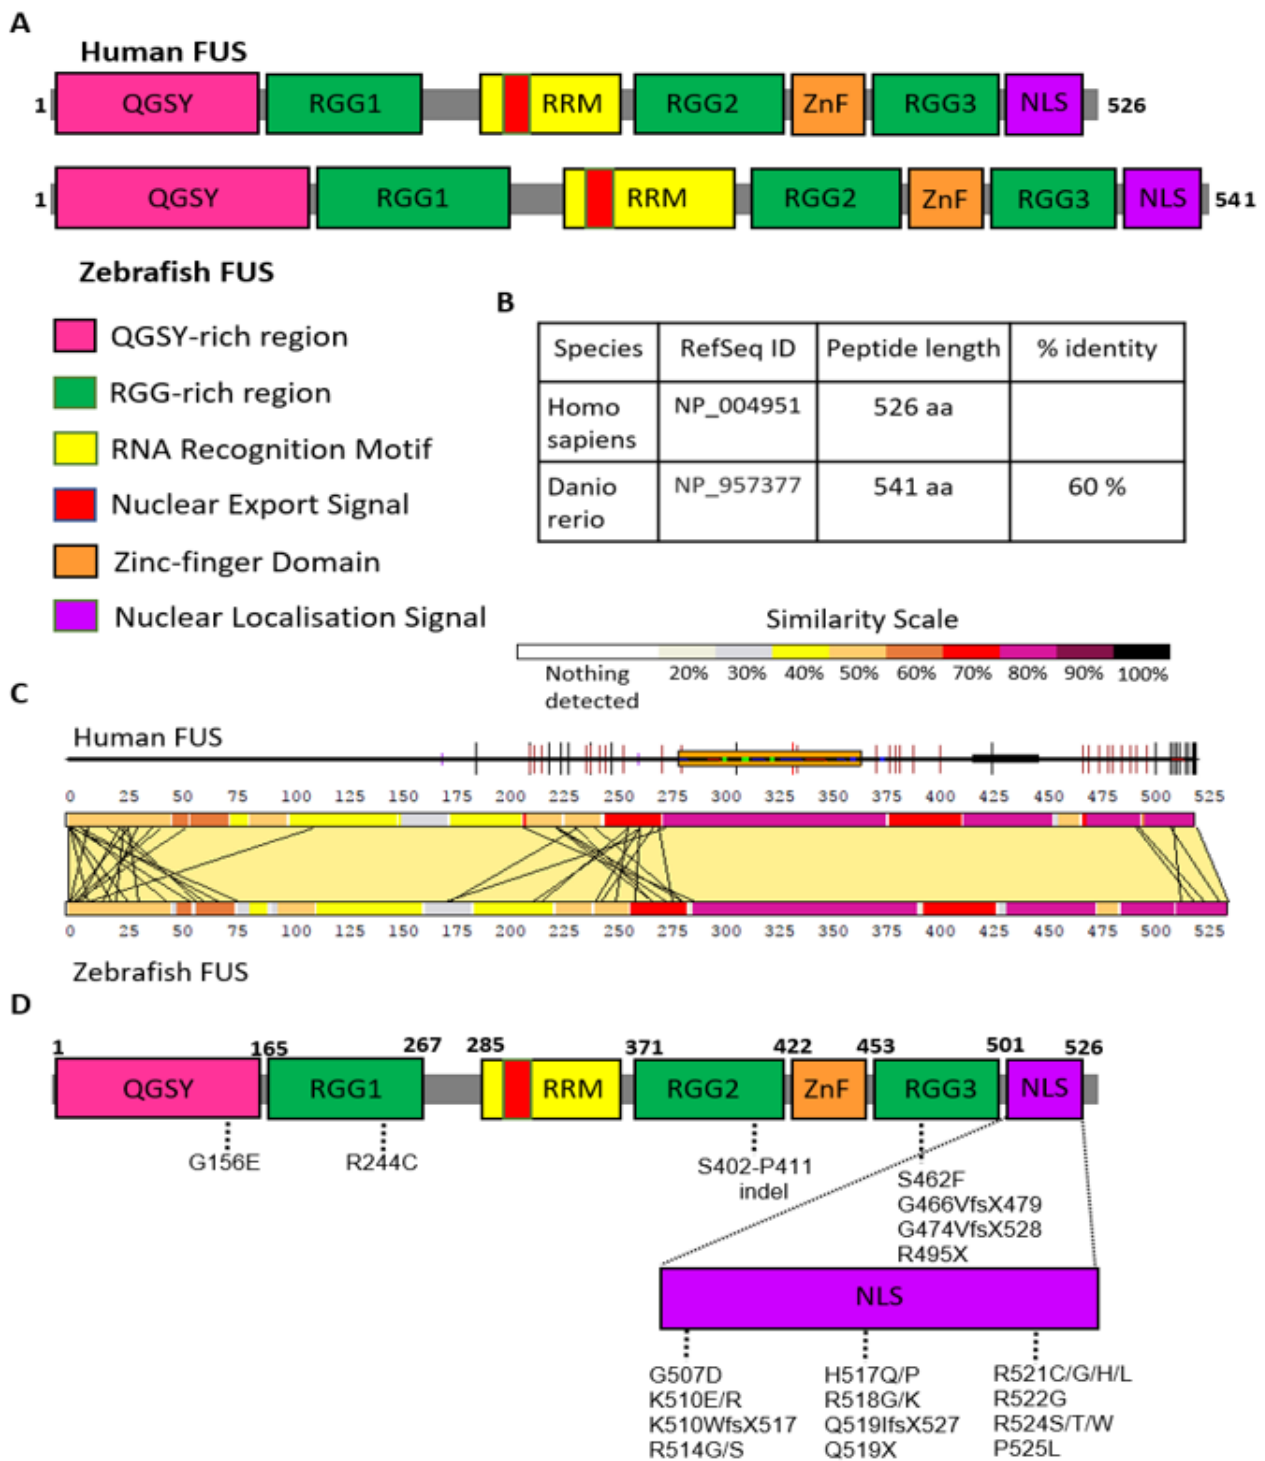 A
Human FUS
1 QGSY RGG1 RRM RGG2 ZnF RGG3 NLS 526
1 QGSY RGG1 RRM RGG2 ZnF RGG3 NLS 541
Zebrafish FUS
QGSY-rich region
RGG-rich region
RNA Recognition Motif
Nuclear Export Signal
Zinc-finger Domain
Nuclear Localisation Signal
B
Species RefSeq ID Peptide length % identity
Homo sapiens NP_004951 526 aa
Danio rerio NP_957377 541 aa 60 %
Similarity Scale
Nothing detected 20% 30% 40% 50% 60% 70% 80% 90% 100%
C
Human FUS
0 25 50 75 100 125 150 175 200 225 250 275 300 325 350 375 400 425 450 475 500 525
0 25 50 75 100 125 150 175 200 225 250 275 300 325 350 375 400 425 450 475 500 525
Zebrafish FUS
D
1 165 267 285 371 422 453 501 526
QGSY RGG1 RRM RGG2 ZnF RGG3 NLS
G156E R244C S402-P411
indel
S462F
G466VfsX479
G474VfsX528
R495X
NLS
G507D H517Q/P R521C/G/H/L
K510E/R R518G/K R522G
K510WfsX517 Q519IfsX527 R524S/T/W
R514G/S Q519X P525L